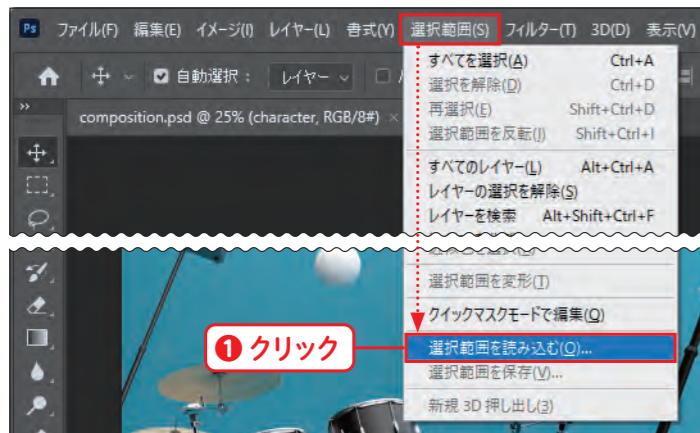 Ps ファイル(F) 編集(E) イメージ(I) レイヤー(L) 書式(Y) 選択範囲(S) フィルター(T) 3D(D) 表示(V)
自動選択： レイヤー
composition.psd @ 25% (character, RGB/8#) ×
すべてを選択(A) Ctrl+A
選択を解除(D) Ctrl+D
再選択(E) Shift+Ctrl+D
選択範囲を反転(I) Shift+Ctrl+I
すべてのレイヤー(L) Alt+Ctrl+A
レイヤーの選択を解除(S)
レイヤーを検索 Alt+Shift+Ctrl+F
選択範囲を変形(T)
クイックマスクモードで編集(Q)
選択範囲を読み込む(O)...
❶ クリック
選択範囲を保存(V)...
新規 3D 押し出し(3)